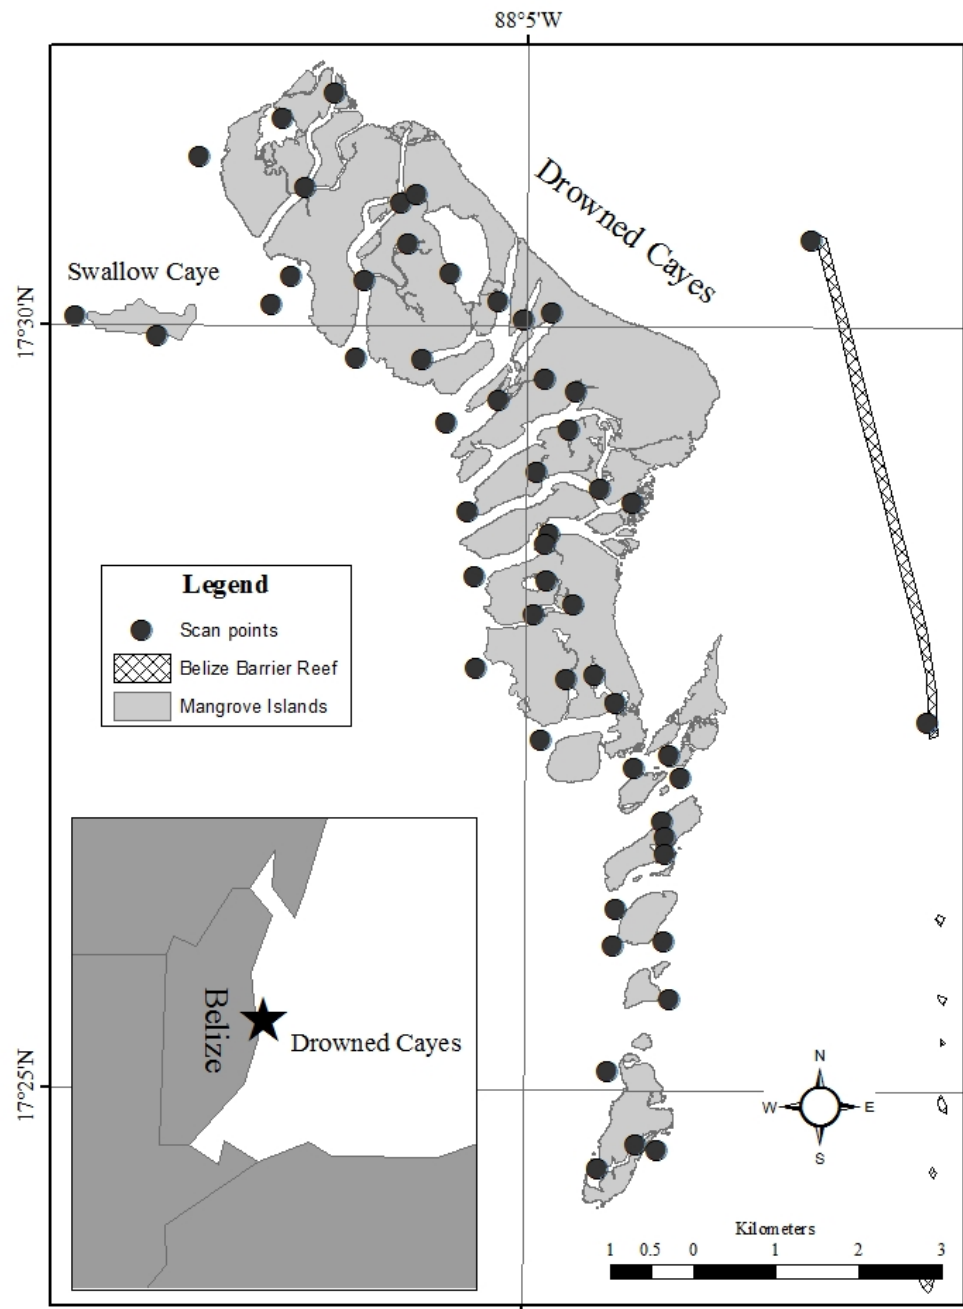 88°5'W
Drowned Cayes
Swallow Caye
17°30'N
Legend
Scan points
Belize Barrier Reef
Mangrove Islands
Belize
Drowned Cayes
17°25'N
N
W E
S
Kilometers
1 0.5 0 1 2 3